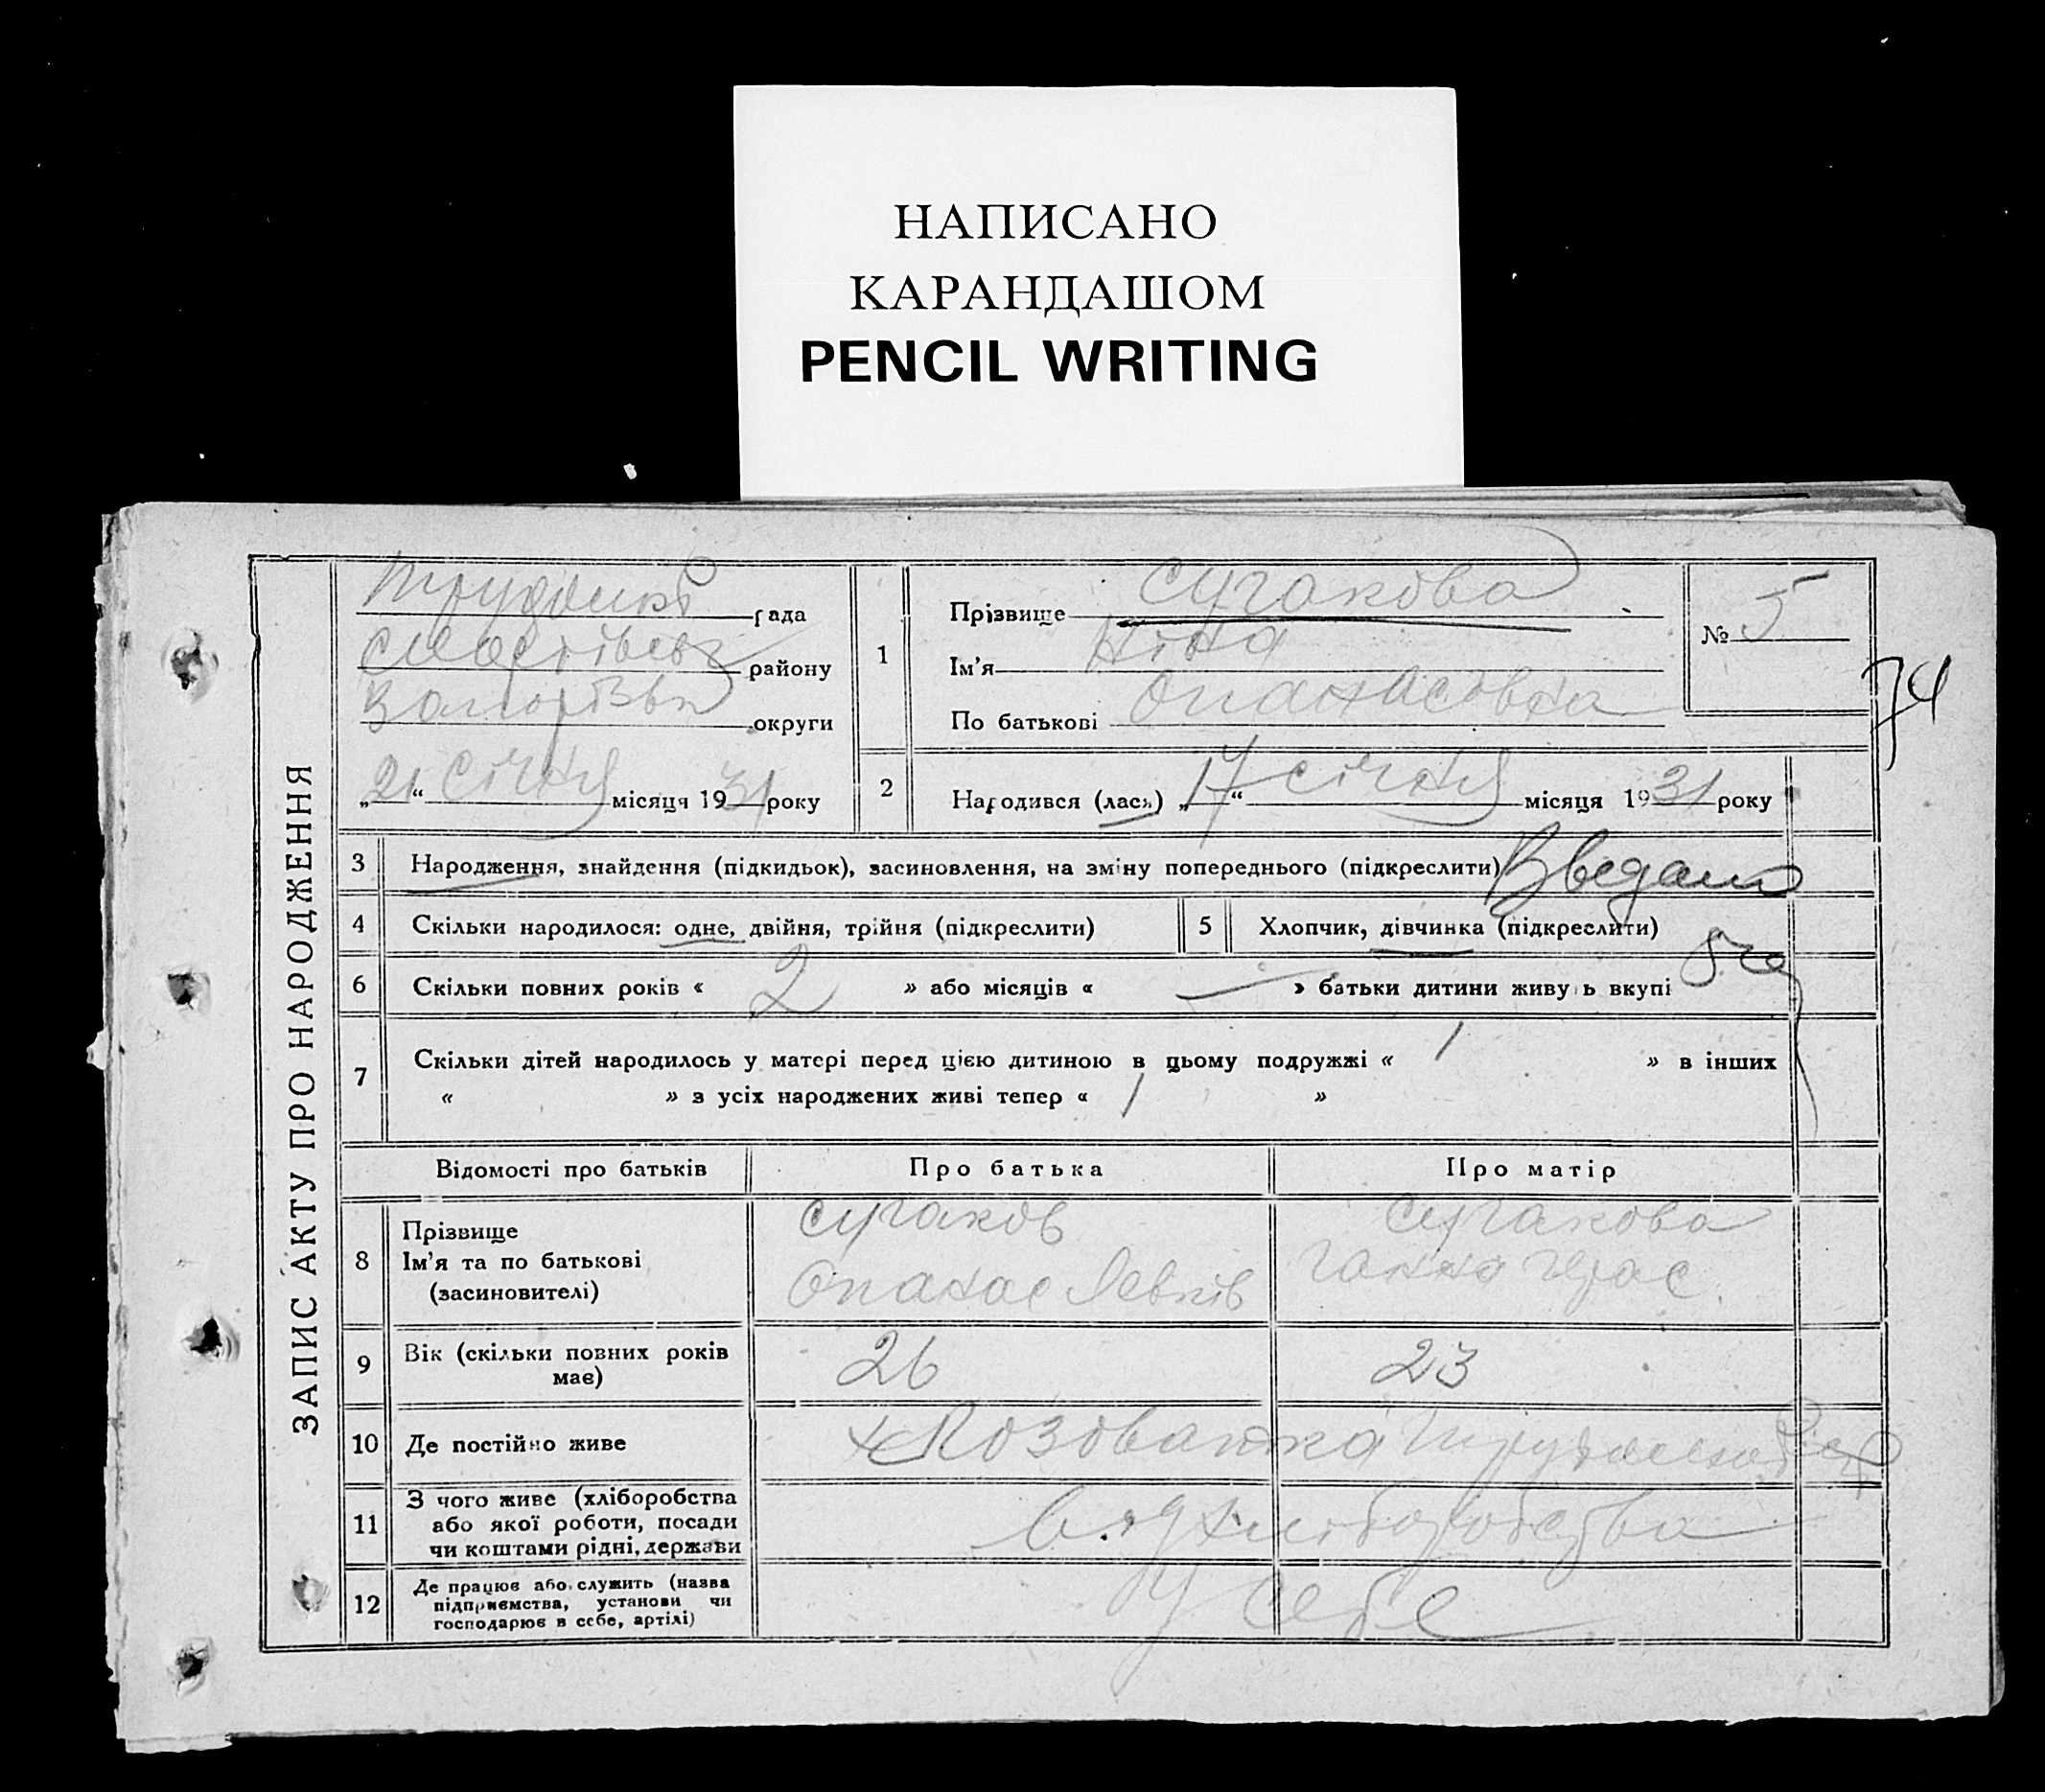 НАПИСАНО
КАРАНДАШОМ
PENCIL WRITING
ЗАПИС АКТУ ПРО НАРОДЖЕННЯ
рада
району
округи
„21“ січня місяця 1931 року
1
Прізвище Сугакова
Ім'я Ніна
По батькові Опанасовна
№ 5
74
2
Народився (лася) „17“ січня місяця 1931 року
3 Народження, знайдення (підкидьок), засиновлення, на зміну попереднього (підкреслити)
4 Скільки народилося: одне, двійня, трійня (підкреслити) 5 Хлопчик, дівчинка (підкреслити)
6 Скільки повних років « 2 » або місяців « — » батьки дитини живуть вкупі
7 Скільки дітей народилось у матері перед цією дитиною в цьому подружжі « 1 » в інших
« » з усіх народжених живі тепер « 1 »
Відомості про батьків Про батька Про матір
8
Прізвище Сугаков Сугакова
Ім'я та по батькові Опанас Левків Ганна Герас.
(засиновителі)
9 Вік (скільки повних років 26 23
має)
10 Де постійно живе
11 З чого живе (хліборобства
або якої роботи, посади хліборобства
чи коштами рідні, держави
12 Де працює або служить (назва
підприємства, установи чи У себе
господарює в себе, артілі)